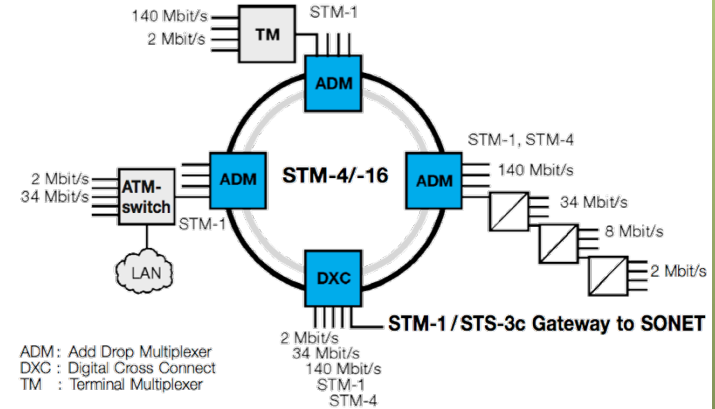 140 Mbit/s
2 Mbit/s
TM
STM-1
ADM
STM-4/-16
ADM
ADM
STM-1, STM-4
140 Mbit/s
34 Mbit/s
8 Mbit/s
2 Mbit/s
2 Mbit/s
34 Mbit/s
ATM-
switch
STM-1
LAN
DXC
STM-1/STS-3c Gateway to SONET
2 Mbit/s
34 Mbit/s
140 Mbit/s
STM-1
STM-4
ADM : Add Drop Multiplexer
DXC : Digital Cross Connect
TM : Terminal Multiplexer